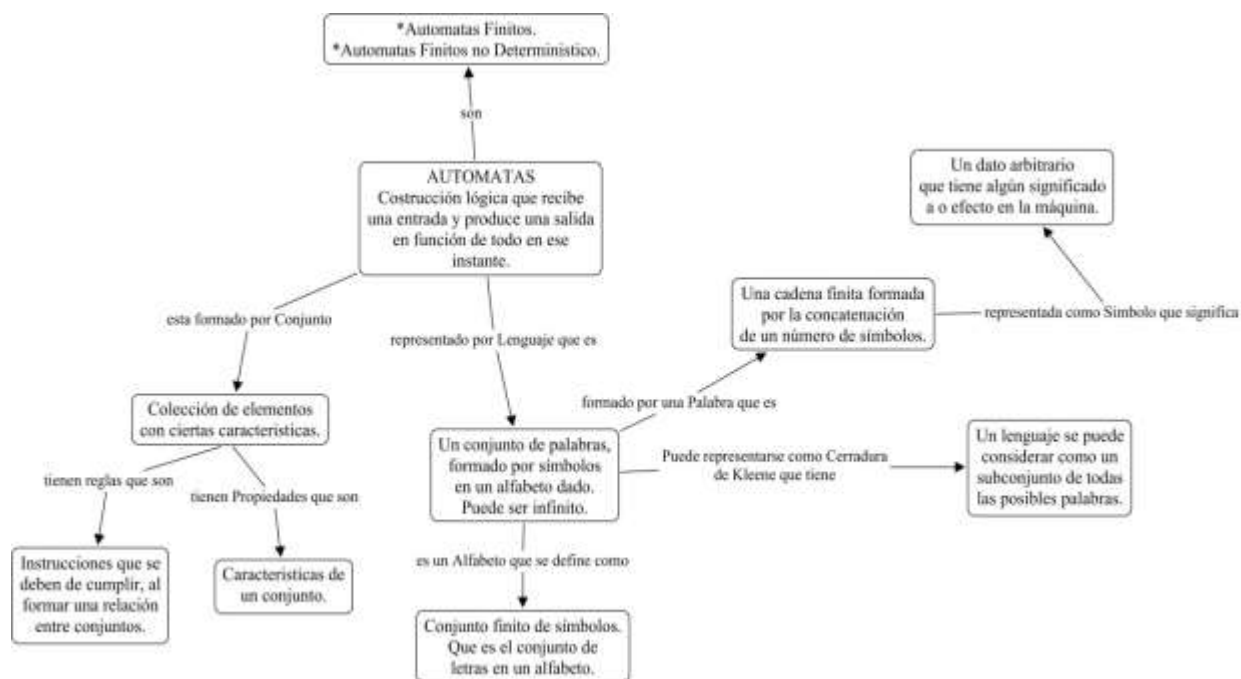 *Automatas Finitos.
*Automatas Finitos no Deterministico.
son
AUTOMATAS
Costrucción lógica que recibe
una entrada y produce una salida
en función de todo en ese
instante.
Un dato arbitrario
que tiene algún significado
a o efecto en la máquina.
esta formado por Conjunto
representado por Lenguaje que es
Una cadena finita formada
por la concatenación
de un número de símbolos.
representada como Simbolo que significa
Colección de elementos
con ciertas características.
formado por una Palabra que es
Un conjunto de palabras,
formado por símbolos
en un alfabeto dado.
Puede ser infinito.
Puede representarse como Cerradura
de Kleene que tiene
Un lenguaje se puede
considerar como un
subconjunto de todas
las posibles palabras.
tienen reglas que son
tienen Propiedades que son
Instrucciones que se
deben de cumplir, al
formar una relación
entre conjuntos.
Características de
un conjunto.
es un Alfabeto que se define como
Conjunto finito de símbolos.
Que es el conjunto de
letras en un alfabeto.